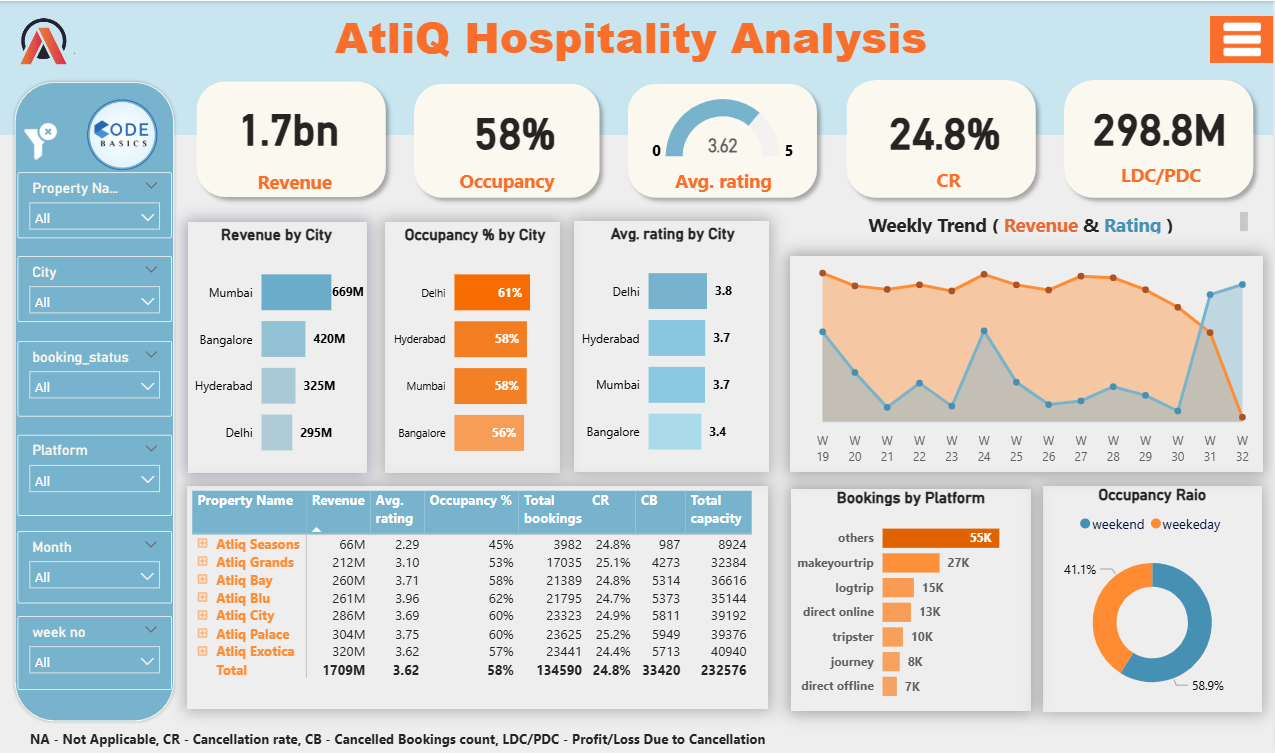 AtliQ Hospitality Analysis
CODE
BASICS
Property Na...
All
City
All
booking_status
All
Platform
All
Month
All
week no
All
1.7bn
Revenue
58%
Occupancy
0 3.62 5
Avg. rating
24.8%
CR
298.8M
LDC/PDC
Revenue by City
Mumbai 669M
Bangalore 420M
Hyderabad 325M
Delhi 295M
Occupancy % by City
Delhi 61%
Hyderabad 58%
Mumbai 58%
Bangalore 56%
Avg. rating by City
Delhi 3.8
Hyderabad 3.7
Mumbai 3.7
Bangalore 3.4
Weekly Trend ( Revenue & Rating )
W W W W W W W W W W W W W W
19 20 21 22 23 24 25 26 27 28 29 30 31 32
Property Name Revenue Avg. rating Occupancy % Total bookings CR CB Total capacity
Atliq Seasons 66M 2.29 45% 3982 24.8% 987 8924
Atliq Grands 212M 3.10 53% 17035 25.1% 4273 32384
Atliq Bay 260M 3.71 58% 21389 24.8% 5314 36616
Atliq Blu 261M 3.96 62% 21795 24.7% 5373 35144
Atliq City 286M 3.69 60% 23323 24.9% 5811 39192
Atliq Palace 304M 3.75 60% 23625 25.2% 5949 39376
Atliq Exotica 320M 3.62 57% 23441 24.4% 5713 40940
Total 1709M 3.62 58% 134590 24.8% 33420 232576
Bookings by Platform
others 55K
makeyourtrip 27K
logtrip 15K
direct online 13K
tripster 10K
journey 8K
direct offline 7K
Occupancy Raio
weekend weekeday
41.1%
58.9%
NA - Not Applicable, CR - Cancellation rate, CB - Cancelled Bookings count, LDC/PDC - Profit/Loss Due to Cancellation